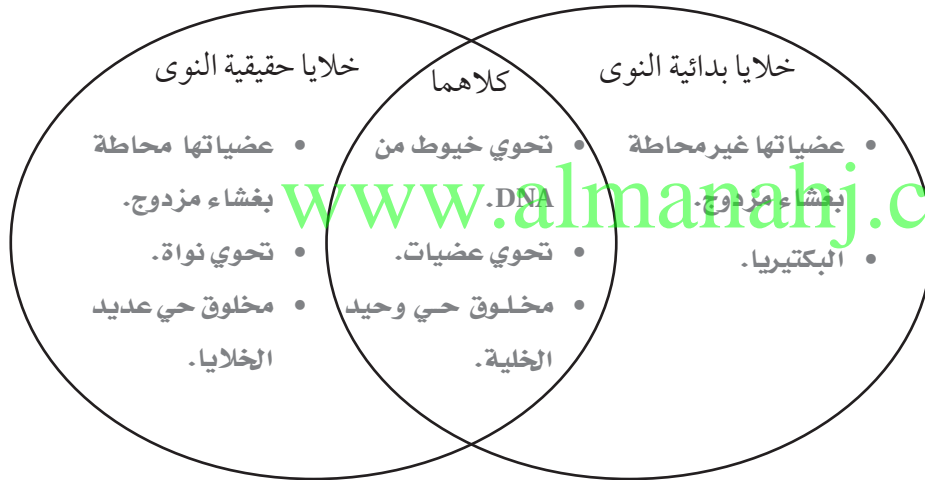 خلايا بدائية النوى
عضياتها غير محاطة
بغشاء مزدوج.
البكتيريا.
كلاهما
تحوي خيوط من
DNA.
تحوي عضيات.
مخلوق حي وحيد
الخلية.
خلايا حقيقية النوى
عضياتها محاطة
بغشاء مزدوج.
تحوي نواة.
مخلوق حي عديد
الخلايا.
www.almanahj.c